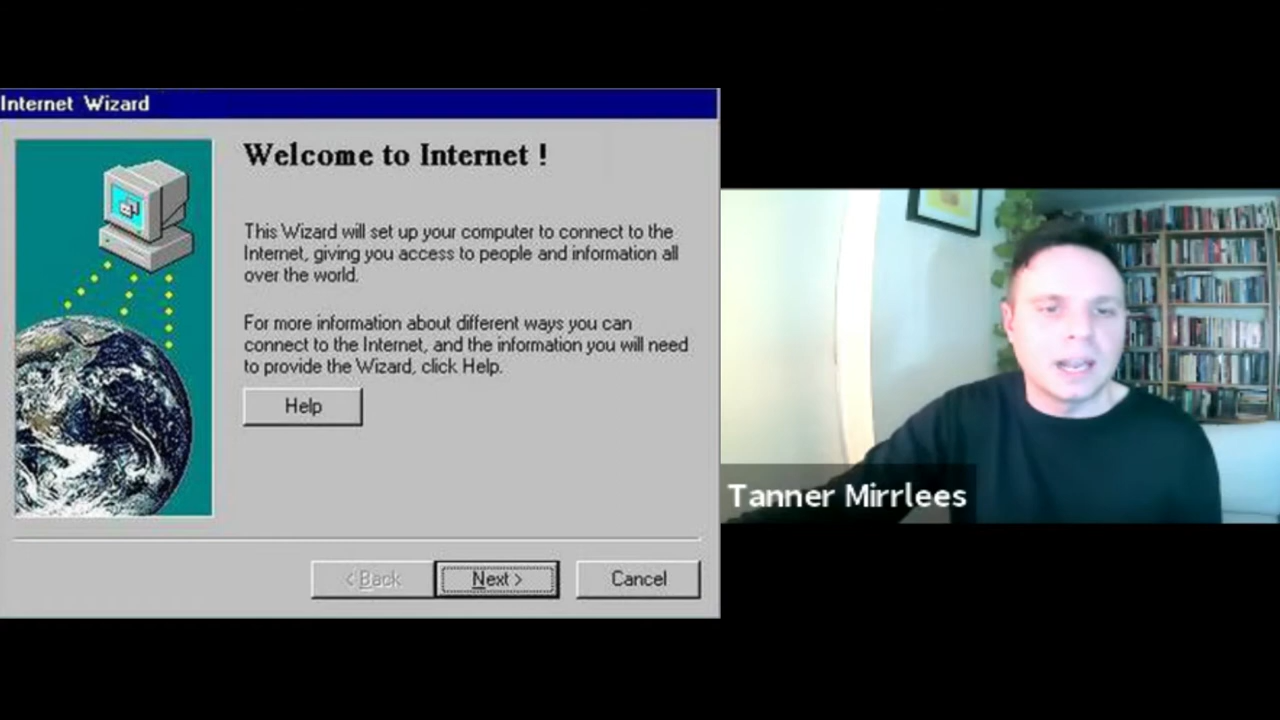 Internet Wizard
Welcome to Internet !
This Wizard will set up your computer to connect to the
Internet, giving you access to people and information all
over the world.
For more information about different ways you can
connect to the Internet, and the information you will need
to provide the Wizard, click Help.
Help
< Back
Next >
Cancel
Tanner Mirrlees